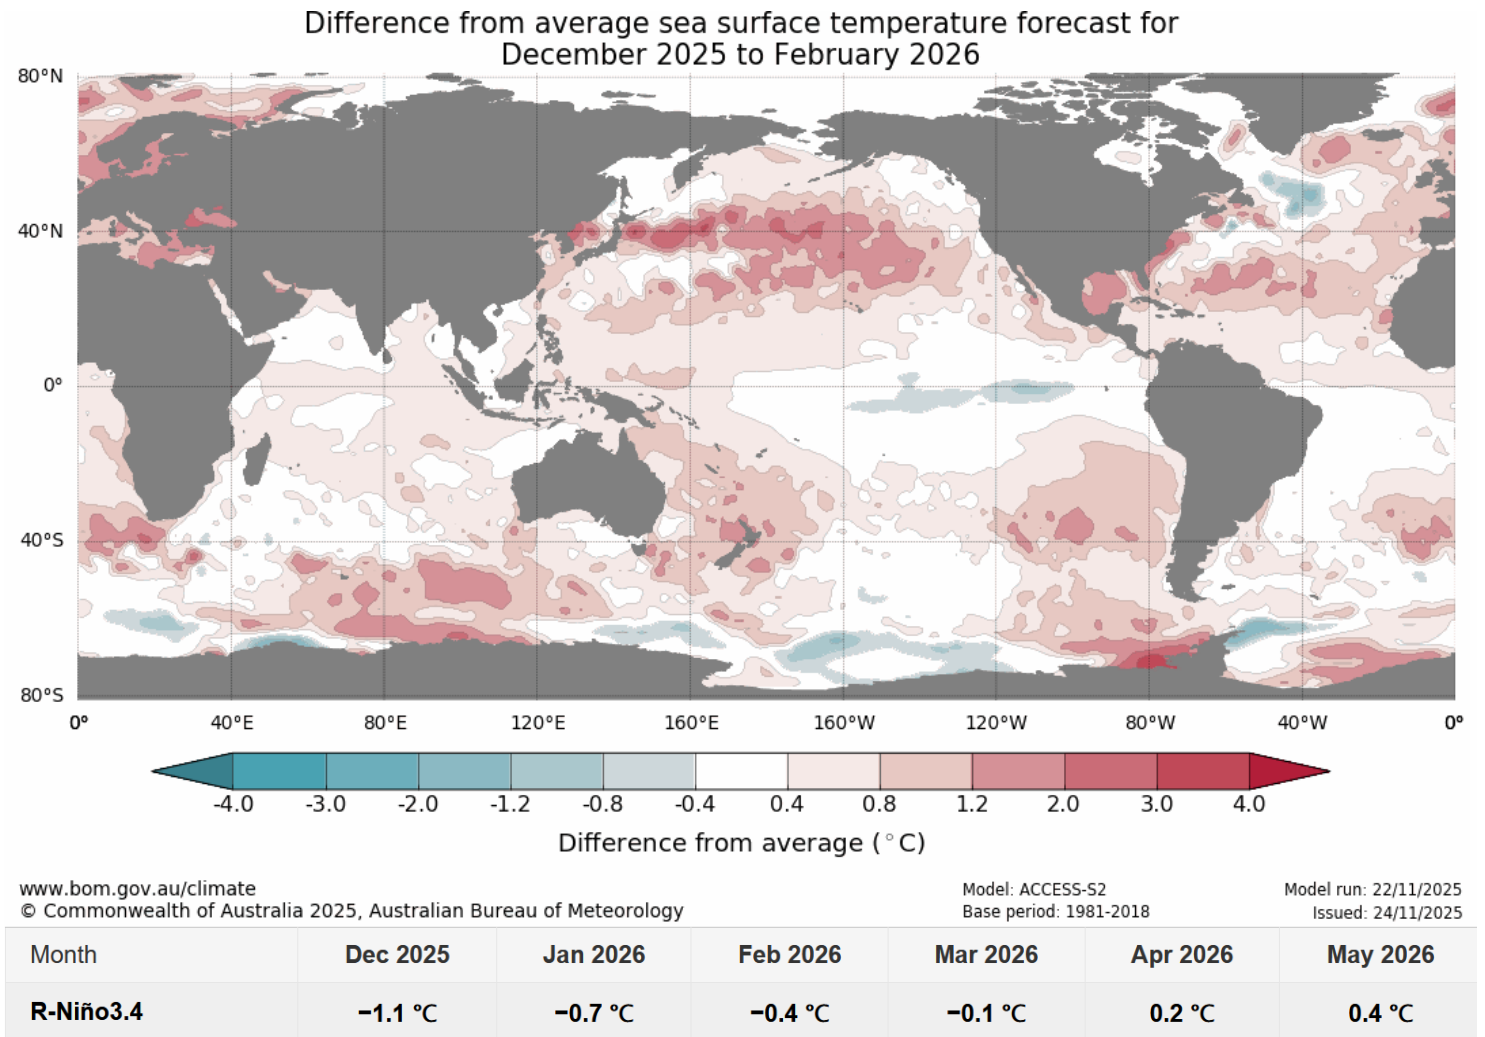 Difference from average sea surface temperature forecast for
December 2025 to February 2026
80°N
40°N
0°
40°S
80°S
0° 40°E 80°E 120°E 160°E 160°W 120°W 80°W 40°W 0°
-4.0 -3.0 -2.0 -1.2 -0.8 -0.4 0.4 0.8 1.2 2.0 3.0 4.0
Difference from average (°C)
www.bom.gov.au/climate Model: ACCESS-S2 Model run: 22/11/2025
© Commonwealth of Australia 2025, Australian Bureau of Meteorology Base period: 1981-2018 Issued: 24/11/2025
Month Dec 2025 Jan 2026 Feb 2026 Mar 2026 Apr 2026 May 2026
R-Niño3.4 −1.1 °C −0.7 °C −0.4 °C −0.1 °C 0.2 °C 0.4 °C